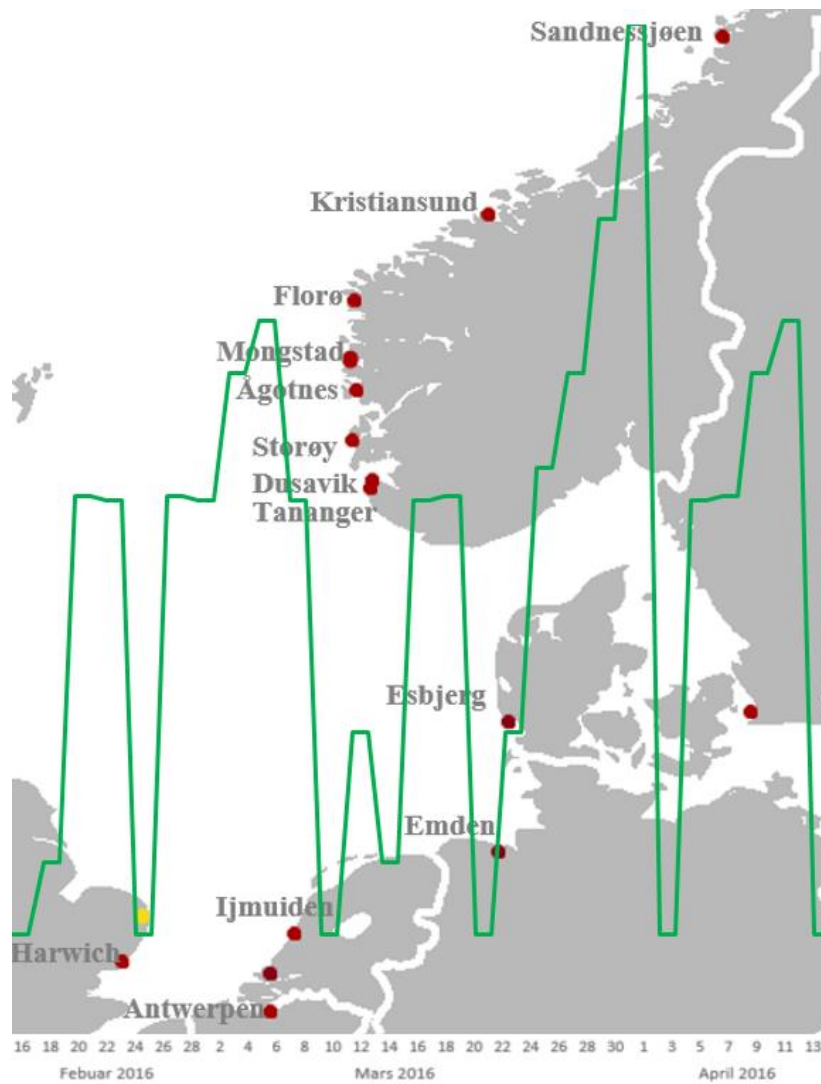 Sandnessjøen
Kristiansund
Florø
Mongstad
Ågotnes
Storøy
Dusavik
Tananger
Esbjerg
Emden
Ijmuiden
Harwich
Antwerpen
16 18 20 22 24 26 28 2 4 6 8 10 12 14 16 18 20 22 24 26 28 30 1 3 5 7 9 11 13
Febuar 2016 Mars 2016 April 2016